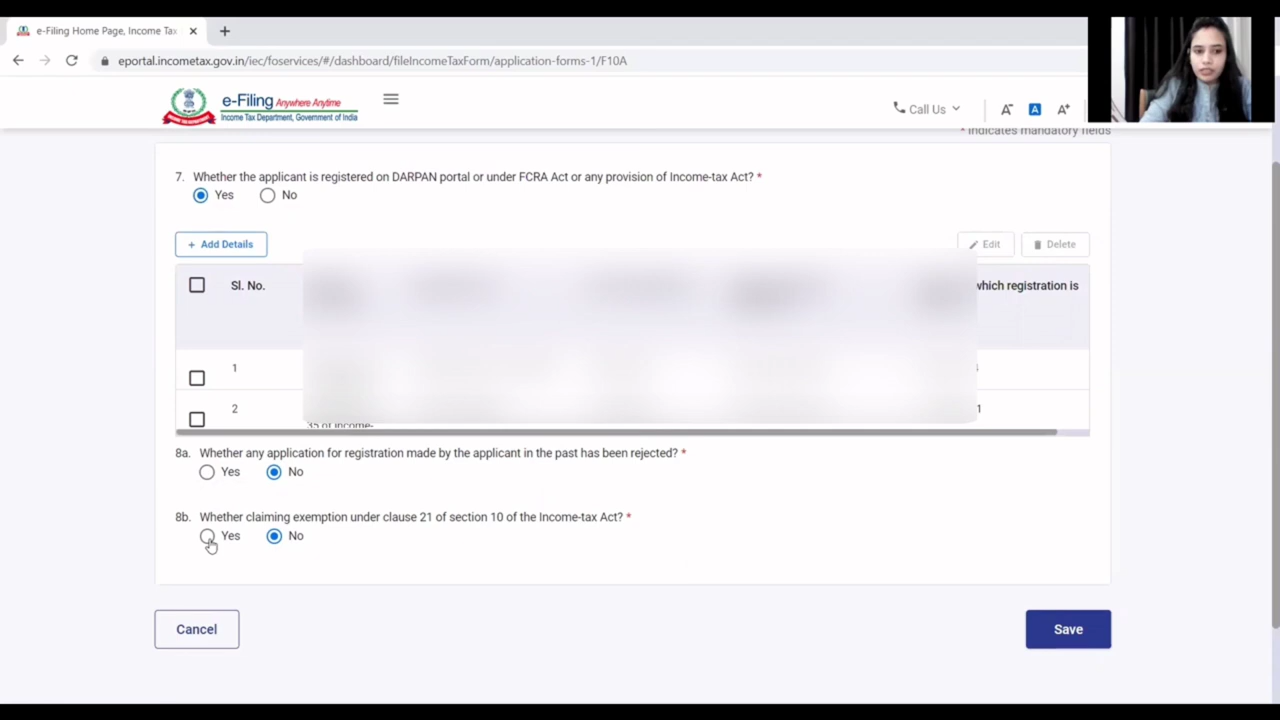 e-Filing Home Page, Income Tax
eportal.incometax.gov.in/iec/foservices/#/dashboard/fileIncomeTaxForm/application-forms-1/F10A
e-Filing Anywhere Anytime
Income Tax Department, Government of India
Call Us
A-
A
A+
* Indicates mandatory fields
7. Whether the applicant is registered on DARPAN portal or under FCRA Act or any provision of Income-tax Act? *
Yes
No
+ Add Details
Edit
Delete
Sl. No.
which registration is
1
2
1
35 of Income-
8a. Whether any application for registration made by the applicant in the past has been rejected? *
Yes
No
8b. Whether claiming exemption under clause 21 of section 10 of the Income-tax Act? *
Yes
No
Cancel
Save